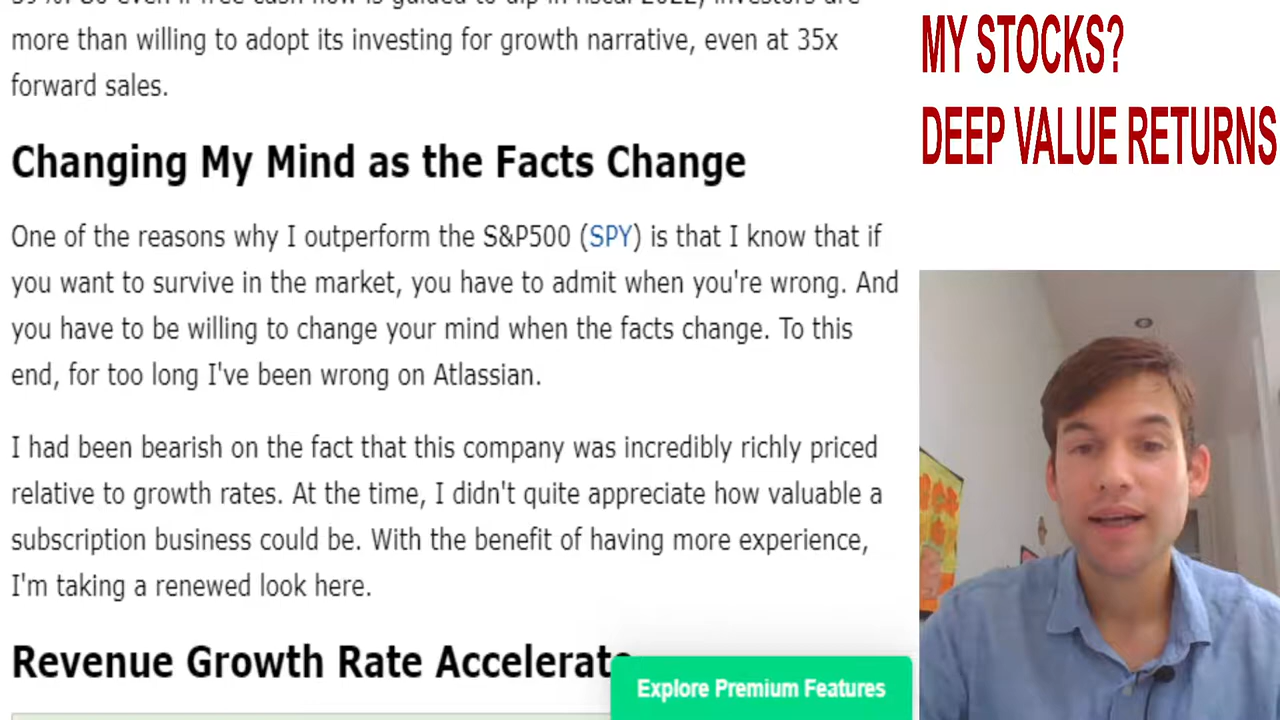 more than willing to adopt its investing for growth narrative, even at 35x
forward sales.
Changing My Mind as the Facts Change
One of the reasons why I outperform the S&P500 (SPY) is that I know that if
you want to survive in the market, you have to admit when you're wrong. And
you have to be willing to change your mind when the facts change. To this
end, for too long I've been wrong on Atlassian.
I had been bearish on the fact that this company was incredibly richly priced
relative to growth rates. At the time, I didn't quite appreciate how valuable a
subscription business could be. With the benefit of having more experience,
I'm taking a renewed look here.
Revenue Growth Rate Accelerat
Explore Premium Features
MY STOCKS?
DEEP VALUE RETURNS